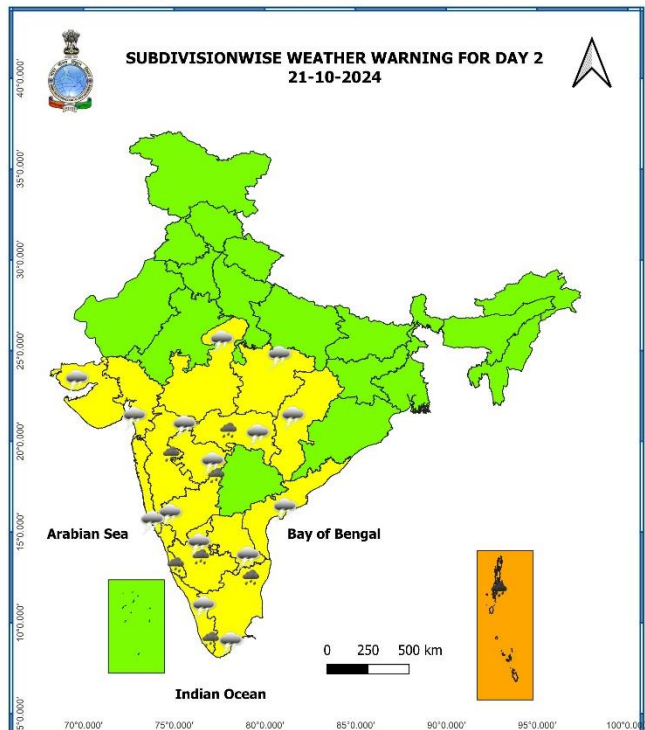 SUBDIVISIONWISE WEATHER WARNING FOR DAY 2
21-10-2024
40°0.000'
35°0.000'
30°0.000'
25°0.000'
20°0.000'
15°0.000'
10°0.000'
5°0.000'
Arabian Sea
Bay of Bengal
0 250 500 km
Indian Ocean
70°0.000' 75°0.000' 80°0.000' 85°0.000' 90°0.000' 95°0.000' 100°0.000'